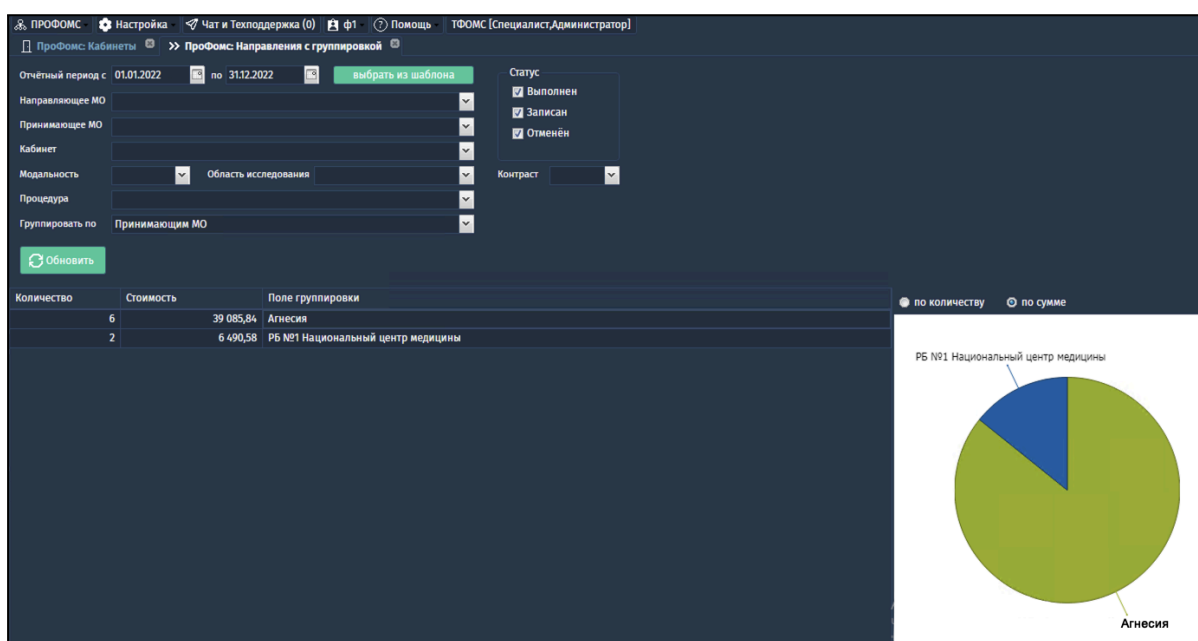 ПРОФОМС Настройка Чат и Техподдержка (0) ф1 Помощь ТФОМС [Специалист,Администратор]
ПроФомс: Кабинеты ПроФомс: Направления с группировкой
Отчётный период с 01.01.2022 по 31.12.2022 выбрать из шаблона Статус
Выполнен
Направляющее МО
Записан
Принимающее МО
Отменён
Кабинет
Модальность Область исследования Контраст
Процедура
Группировать по Принимающим МО
Обновить
Количество Стоимость Поле группировки по количеству по сумме
6 39 085,84 Агнесия
2 6 490,58 РБ №1 Национальный центр медицины
РБ №1 Национальный центр медицины
Агнесия